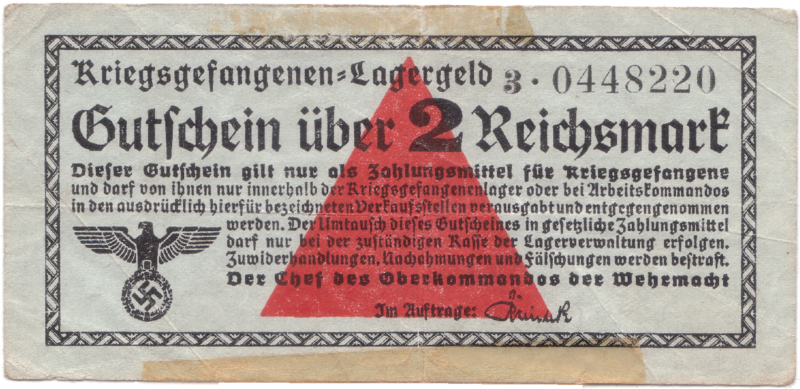 Kriegsgefangenen-Lagergeld 3 · 0448220
Gutschein über 2 Reichsmark
Dieser Gutschein gilt nur als Zahlungsmittel für Kriegsgefangene
und darf von ihnen nur innerhalb der Kriegsgefangenenlager oder bei Arbeitskommandos
in den ausdrücklich hierfür bezeichneten Verkaufsstellen verausgabt und entgegengenommen
werden. Der Umtausch dieses Gutscheines in gesetzliche Zahlungsmittel
darf nur bei der zuständigen Kasse der Lagerverwaltung erfolgen.
Zuwiderhandlungen, Nachahmungen und Fälschungen werden bestraft.
Der Chef des Oberkommandos der Wehrmacht
Im Auftrage: